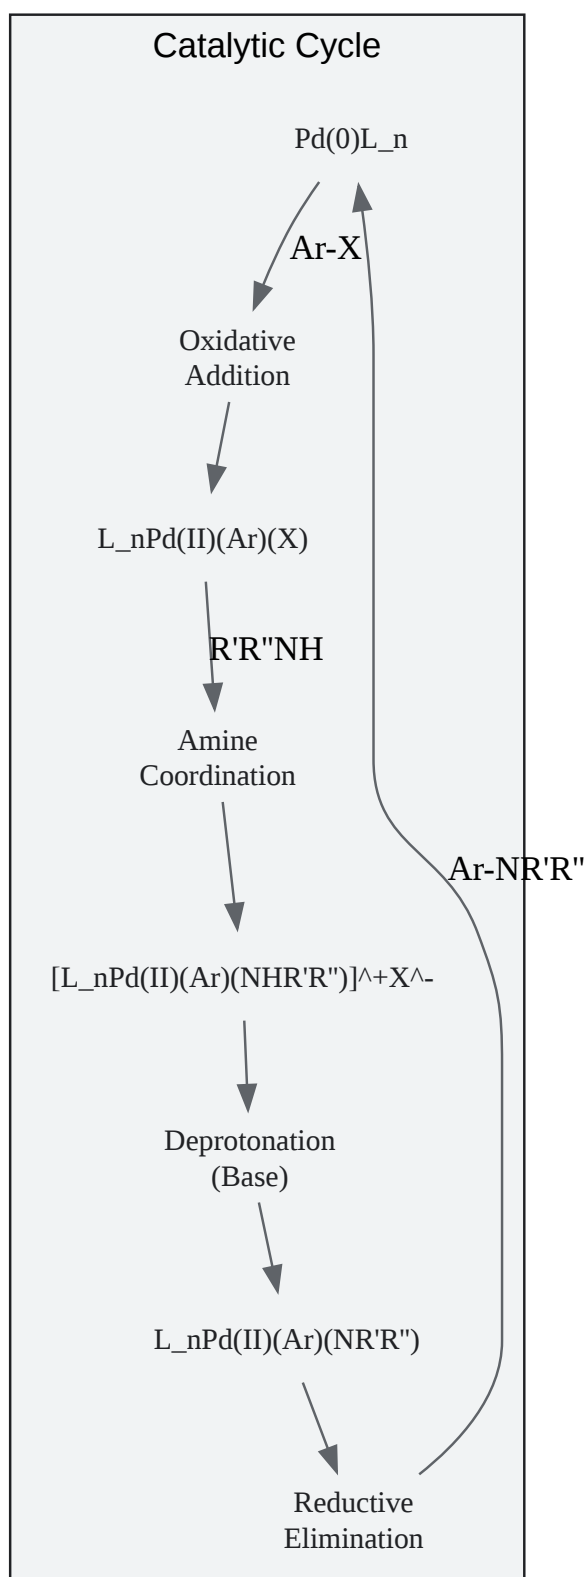 Catalytic Cycle
Pd(0)L_n
Ar-X
Oxidative
Addition
L_nPd(II)(Ar)(X)
R'R''NH
Amine
Coordination
Ar-NR'R''
[L_nPd(II)(Ar)(NHR'R'')]^+X^-
Deprotonation
(Base)
L_nPd(II)(Ar)(NR'R'')
Reductive
Elimination